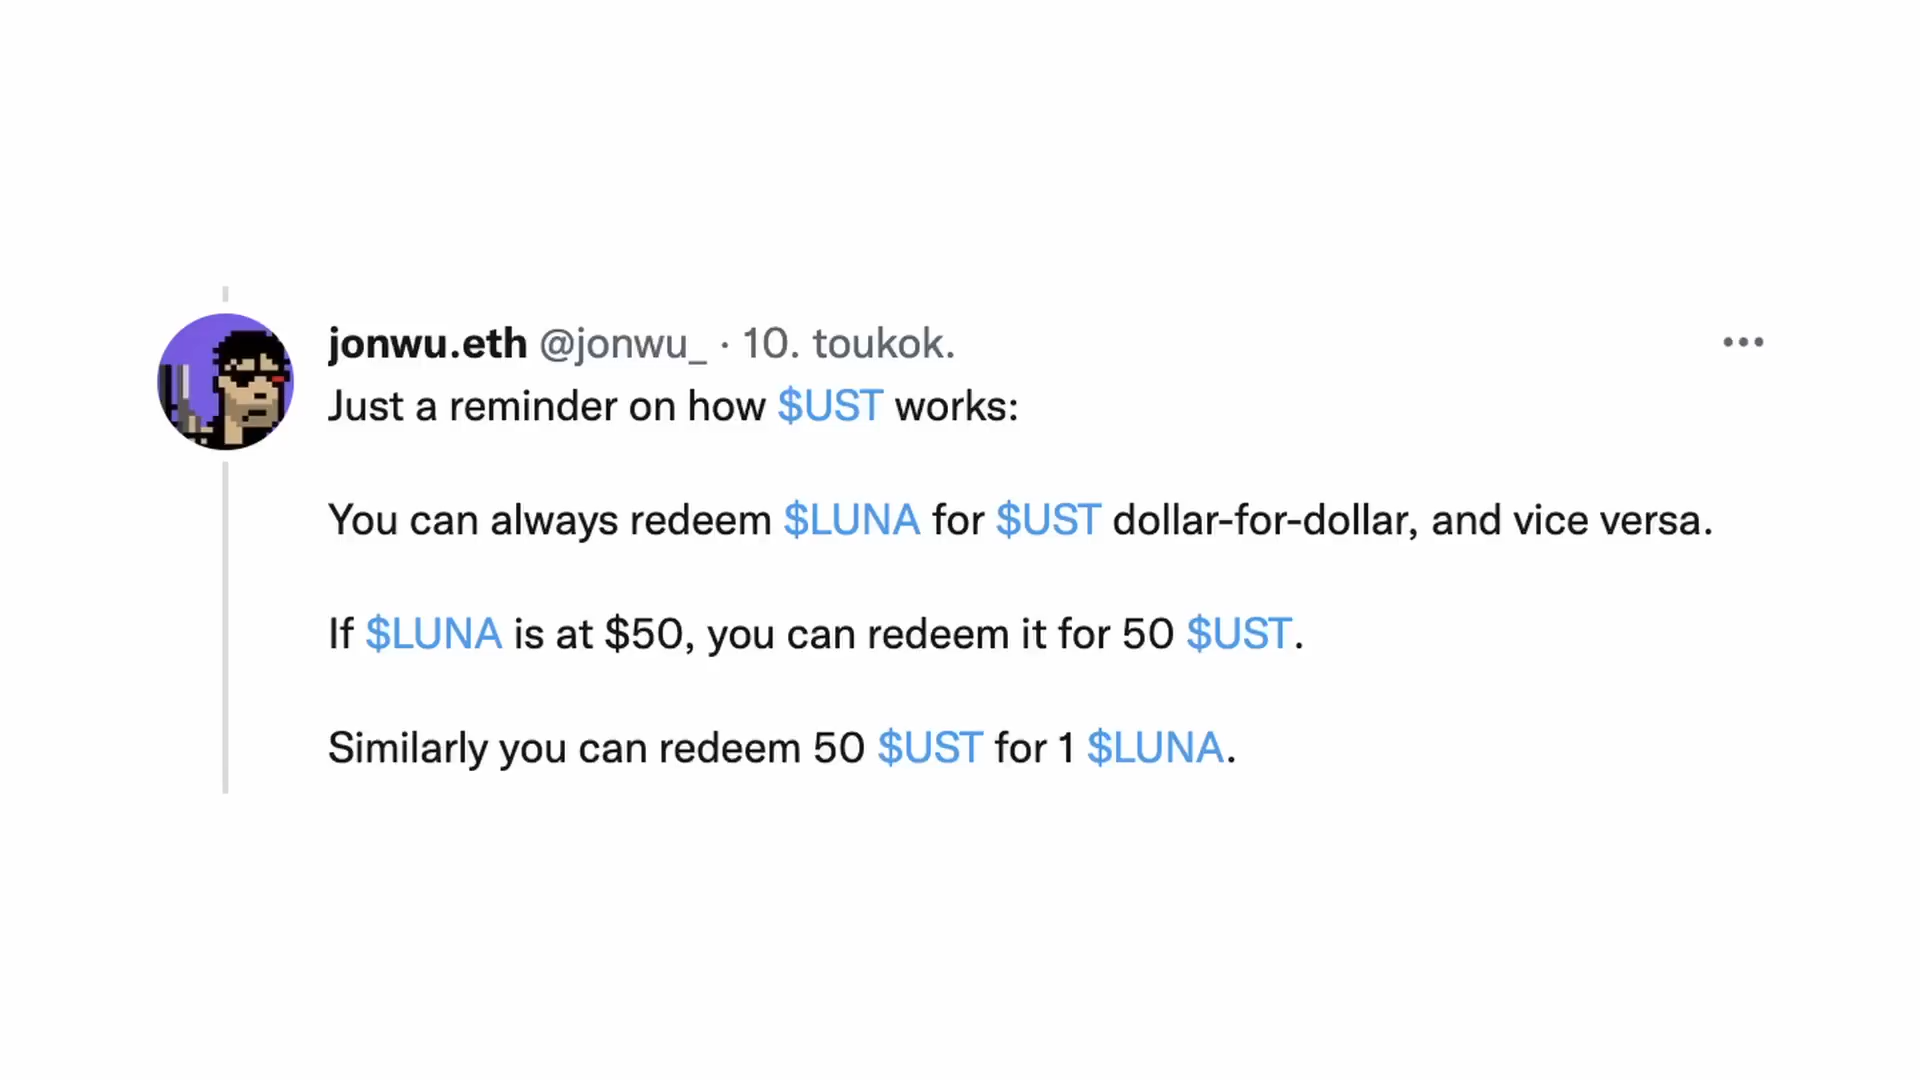 jonwu.eth @jonwu_ · 10. toukok.
Just a reminder on how $UST works:
You can always redeem $LUNA for $UST dollar-for-dollar, and vice versa.
If $LUNA is at $50, you can redeem it for 50 $UST.
Similarly you can redeem 50 $UST for 1 $LUNA.